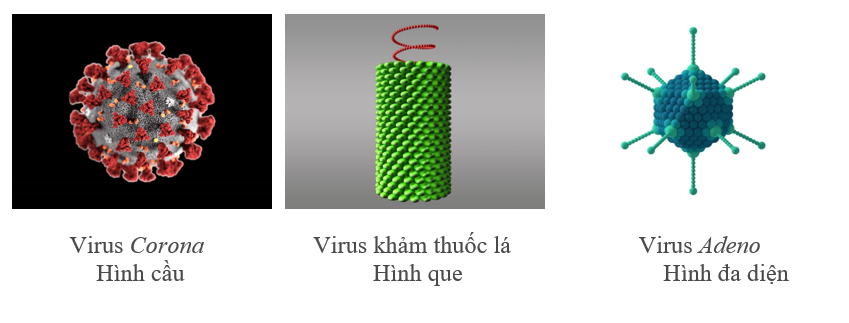 Virus Corona
Hình cầu
Virus khảm thuốc lá
Hình que
Virus Adeno
Hình đa diện